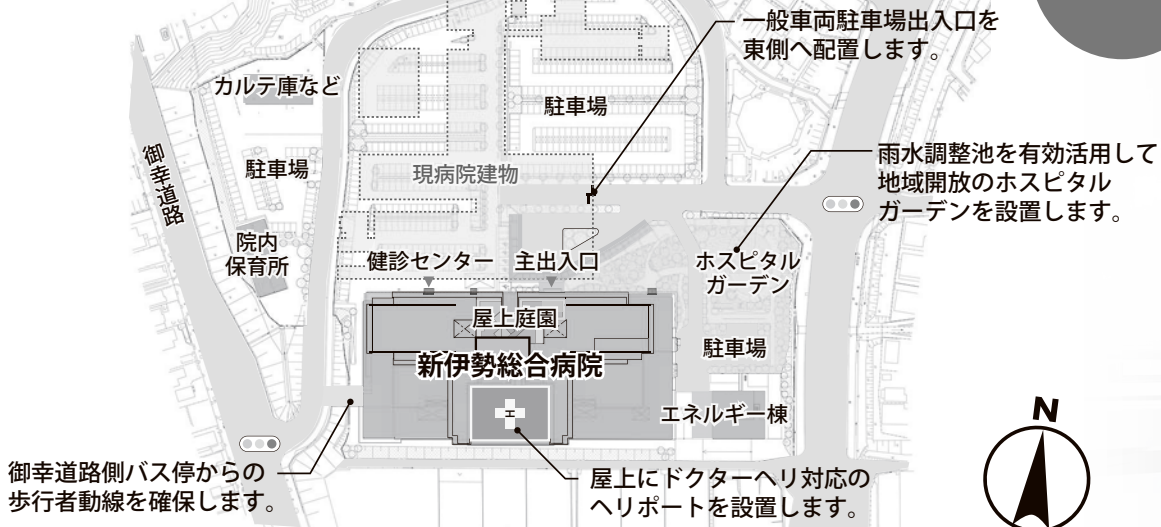 一般車両駐車場出入口を
東側へ配置します。
カルテ庫など
駐車場
御幸道路
駐車場
現病院建物
雨水調整池を有効活用して
地域開放のホスピタル
ガーデンを設置します。
院内
保育所
健診センター
主出入口
ホスピタル
ガーデン
屋上庭園
駐車場
新伊勢総合病院
H
エネルギー棟
N
御幸道路側バス停からの
歩行者動線を確保します。
屋上にドクターヘリ対応の
ヘリポートを設置します。